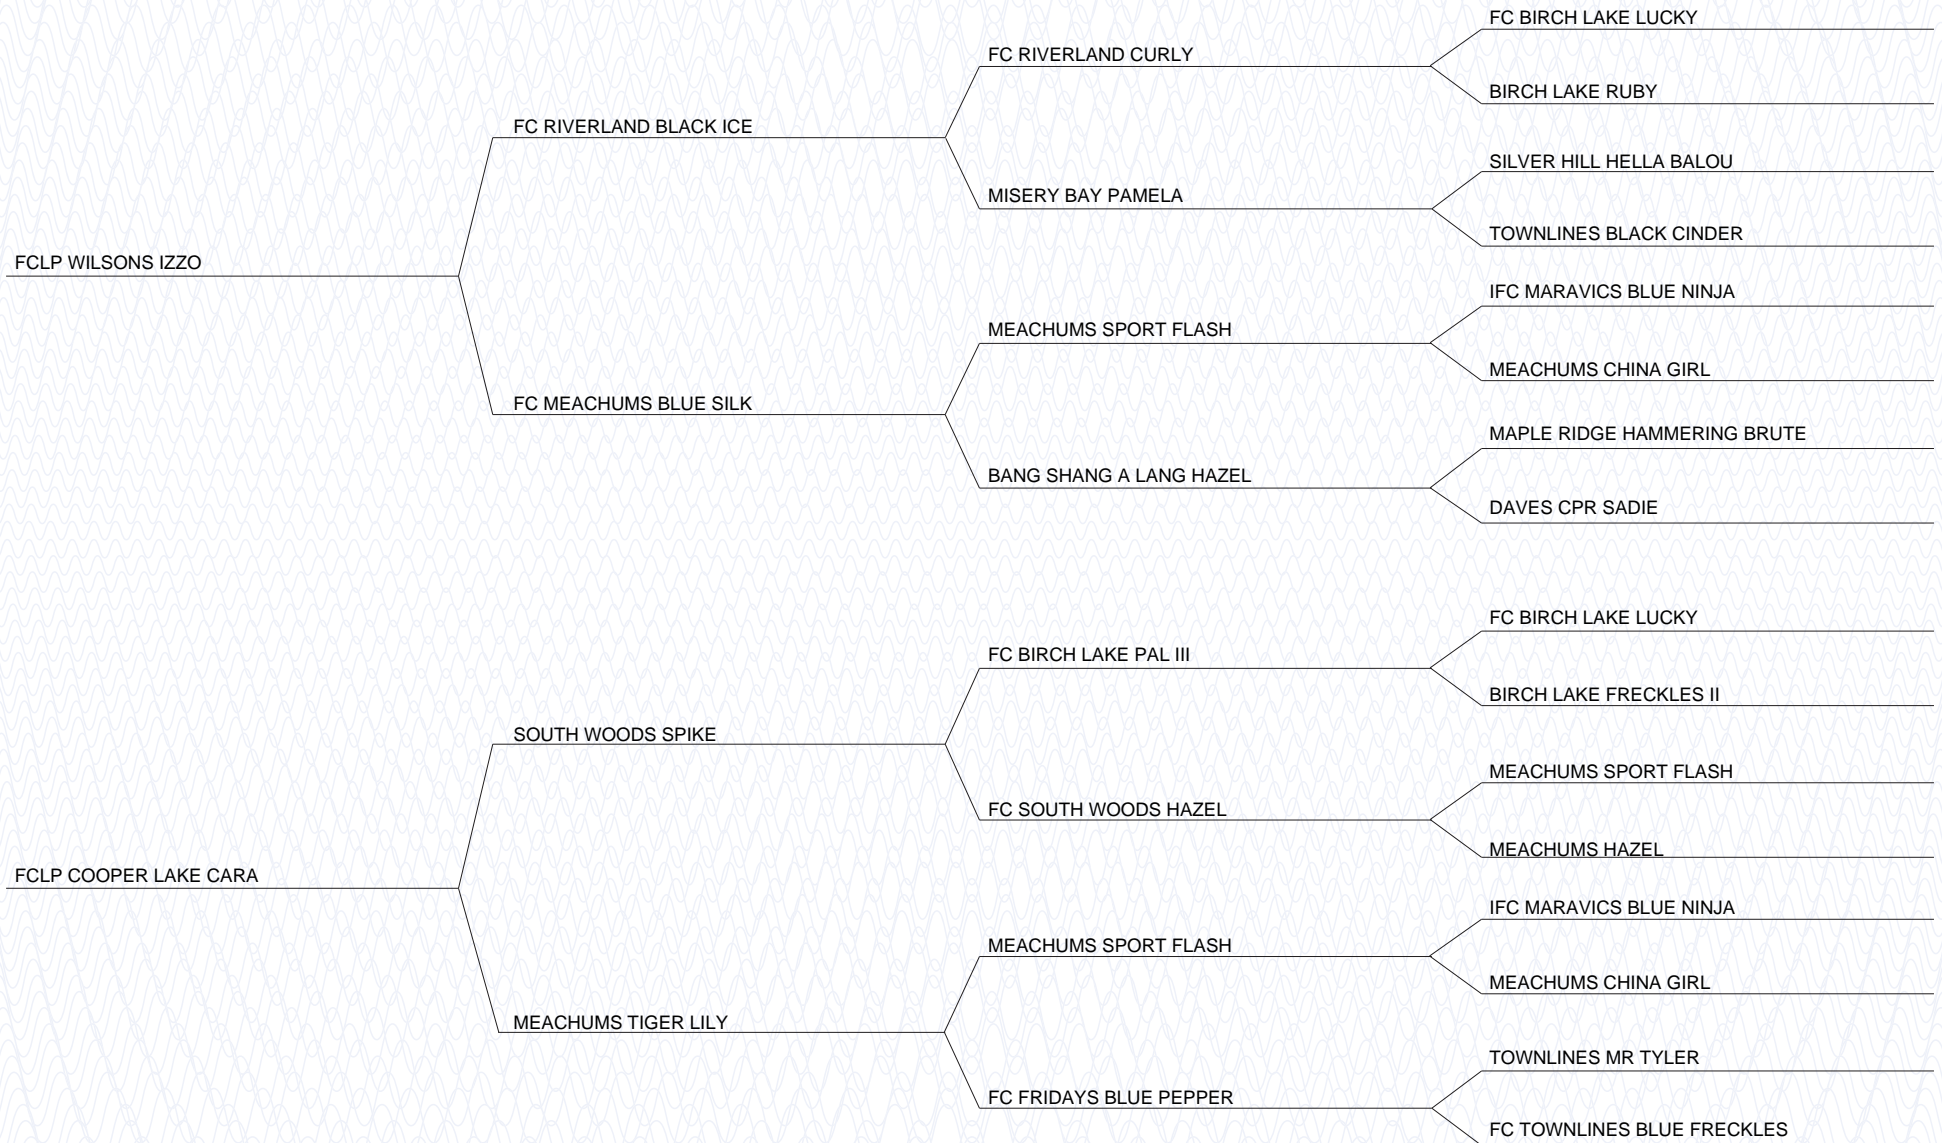 FC BIRCH LAKE LUCKY
FC RIVERLAND CURLY
BIRCH LAKE RUBY
FC RIVERLAND BLACK ICE
SILVER HILL HELLA BALOU
MISERY BAY PAMELA
TOWNLINES BLACK CINDER
FCLP WILSONS IZZO
IFC MARAVICS BLUE NINJA
MEACHUMS SPORT FLASH
MEACHUMS CHINA GIRL
FC MEACHUMS BLUE SILK
MAPLE RIDGE HAMMERING BRUTE
BANG SHANG A LANG HAZEL
DAVES CPR SADIE
FC BIRCH LAKE LUCKY
FC BIRCH LAKE PAL III
BIRCH LAKE FRECKLES II
SOUTH WOODS SPIKE
MEACHUMS SPORT FLASH
FC SOUTH WOODS HAZEL
MEACHUMS HAZEL
FCLP COOPER LAKE CARA
IFC MARAVICS BLUE NINJA
MEACHUMS SPORT FLASH
MEACHUMS CHINA GIRL
MEACHUMS TIGER LILY
TOWNLINES MR TYLER
FC FRIDAYS BLUE PEPPER
FC TOWNLINES BLUE FRECKLES